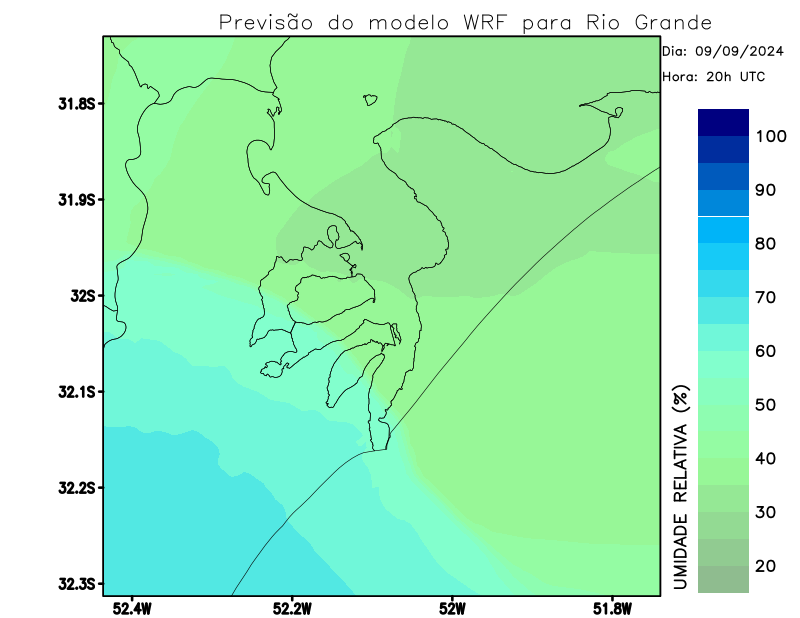 Previsão do modelo WRF para Rio Grande
Dia: 09/09/2024
Hora: 20h UTC
31.8S
31.9S
32S
32.1S
32.2S
32.3S
52.4W
52.2W
52W
51.8W
100
90
80
70
60
50
40
30
20
UMIDADE RELATIVA (%)